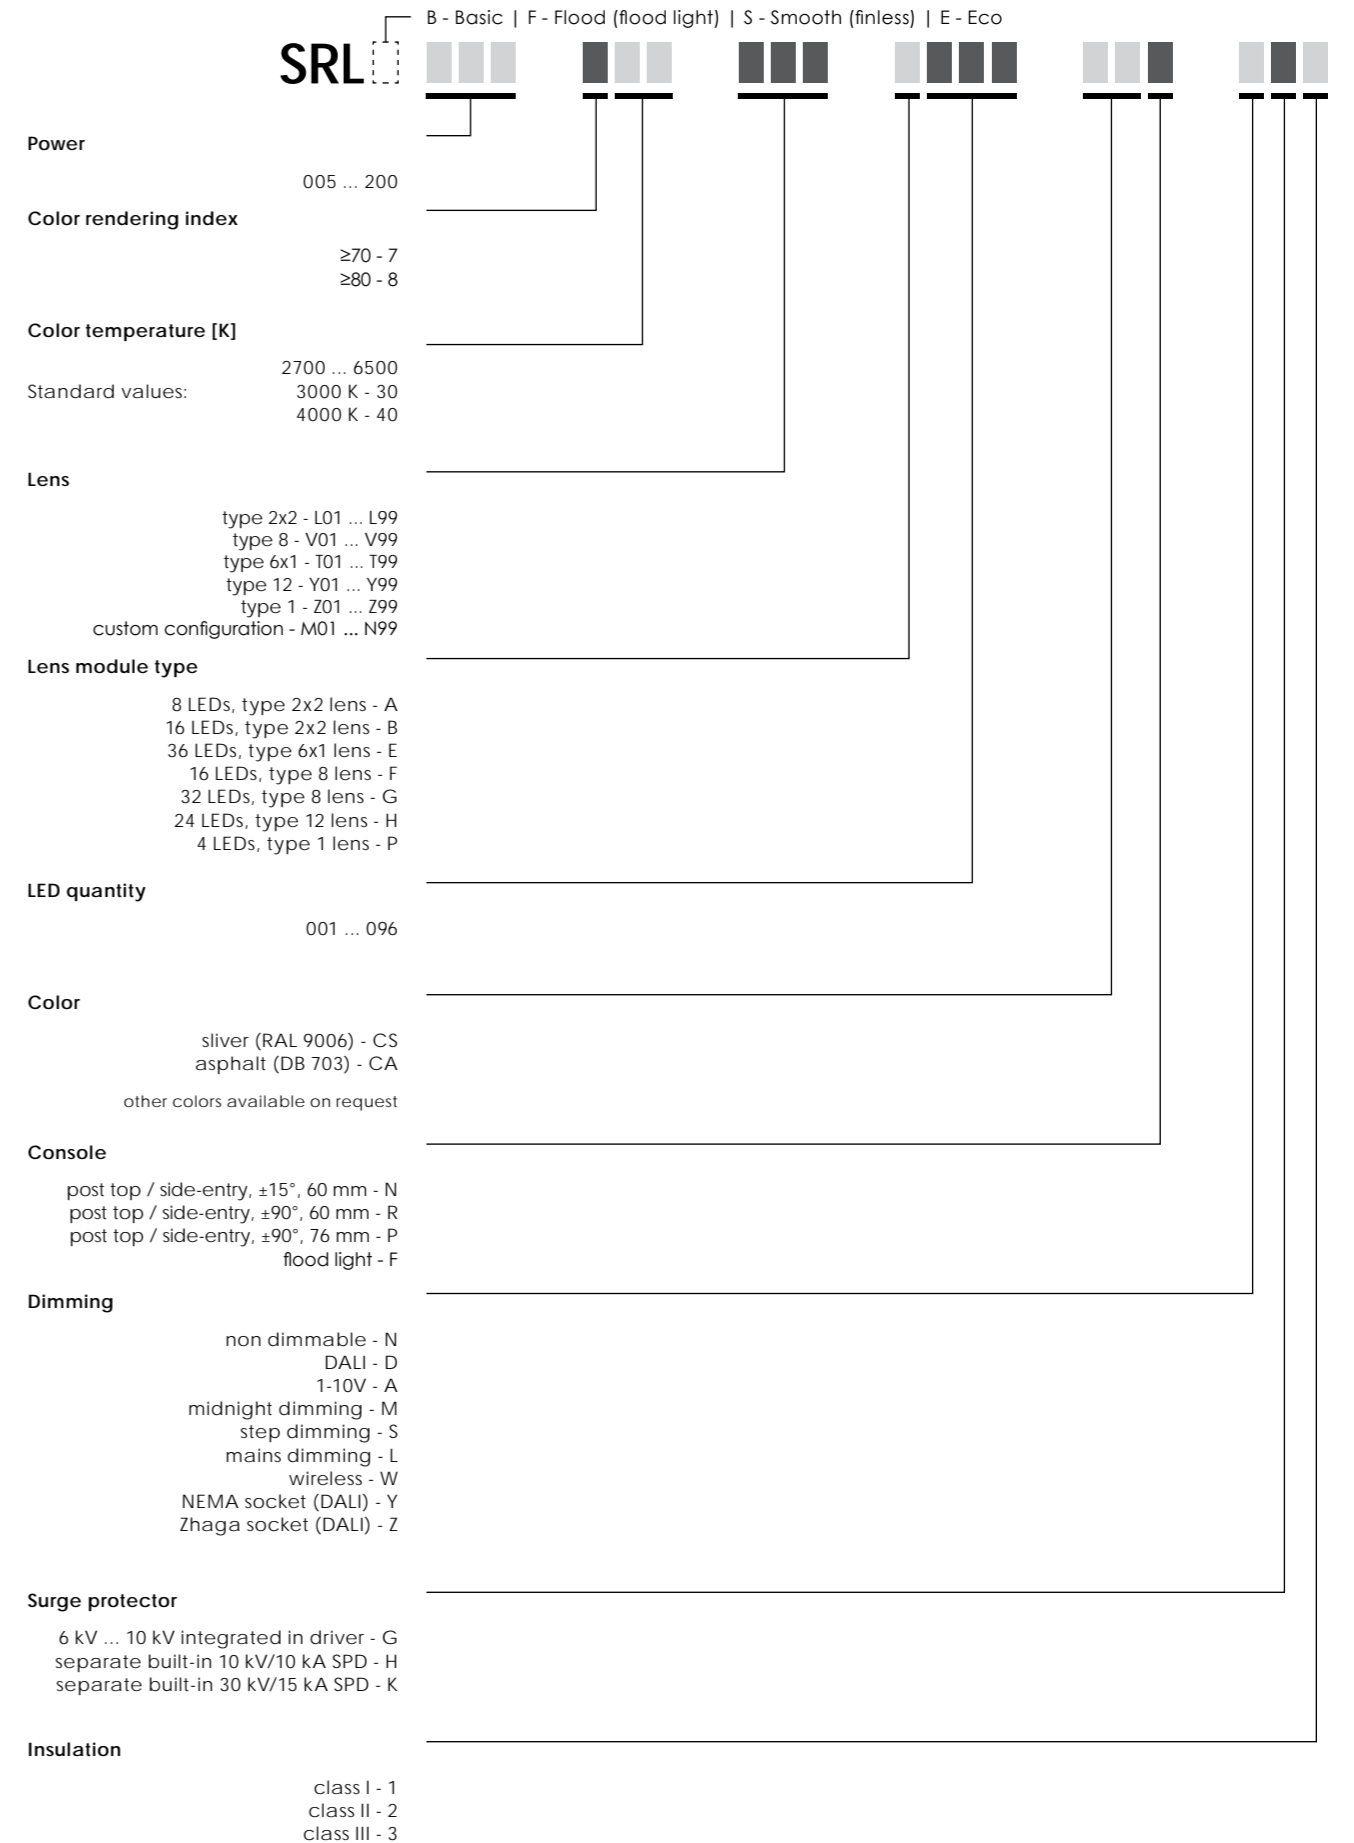 B - Basic | F - Flood (flood light) | S - Smooth (finless) | E - Eco
SRL
Power
005 ... 200
Color rendering index
≥70 - 7
≥80 - 8
Color temperature [K]
2700 ... 6500
Standard values: 3000 K - 30
4000 K - 40
Lens
type 2x2 - L01 ... L99
type 8 - V01 ... V99
type 6x1 - T01 ... T99
type 12 - Y01 ... Y99
type 1 - Z01 ... Z99
custom configuration - M01 ... N99
Lens module type
8 LEDs, type 2x2 lens - A
16 LEDs, type 2x2 lens - B
36 LEDs, type 6x1 lens - E
16 LEDs, type 8 lens - F
32 LEDs, type 8 lens - G
24 LEDs, type 12 lens - H
4 LEDs, type 1 lens - P
LED quantity
001 ... 096
Color
sliver (RAL 9006) - CS
asphalt (DB 703) - CA
other colors available on request
Console
post top / side-entry, ±15°, 60 mm - N
post top / side-entry, ±90°, 60 mm - R
post top / side-entry, ±90°, 76 mm - P
flood light - F
Dimming
non dimmable - N
DALI - D
1-10V - A
midnight dimming - M
step dimming - S
mains dimming - L
wireless - W
NEMA socket (DALI) - Y
Zhaga socket (DALI) - Z
Surge protector
6 kV ... 10 kV integrated in driver - G
separate built-in 10 kV/10 kA SPD - H
separate built-in 30 kV/15 kA SPD - K
Insulation
class I - 1
class II - 2
class III - 3